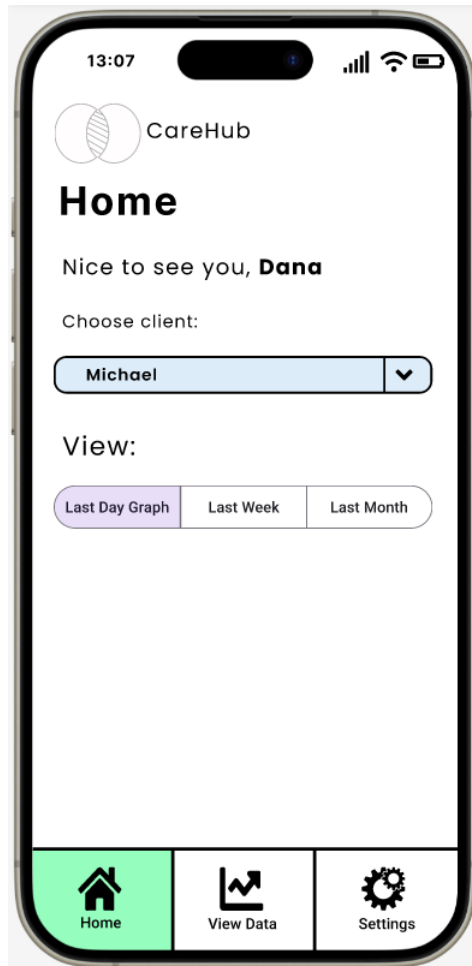 13:07
CareHub
Home
Nice to see you, Dana
Choose client:
Michael
View:
Last Day Graph Last Week Last Month
Home View Data Settings